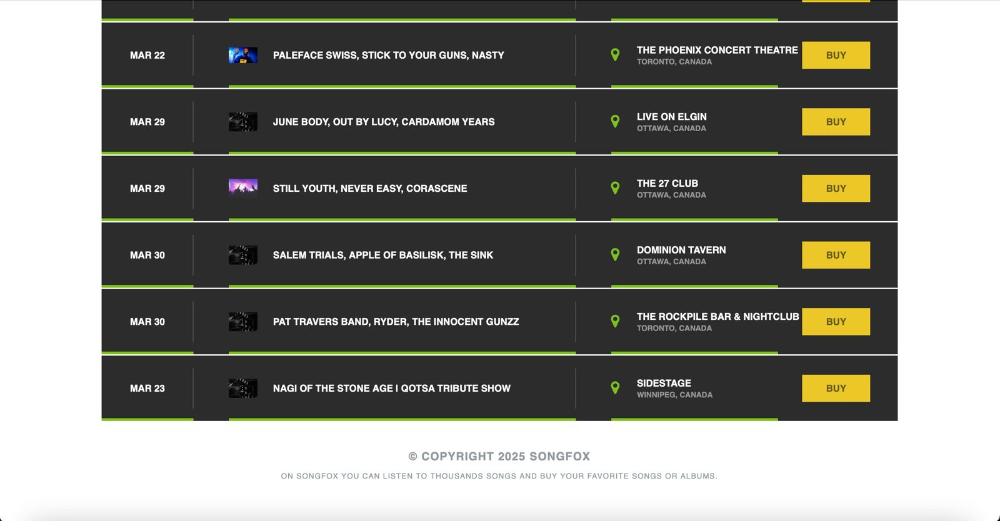 MAR 22
PALEFACE SWISS, STICK TO YOUR GUNS, NASTY
THE PHOENIX CONCERT THEATRE
TORONTO, CANADA
BUY
MAR 29
JUNE BODY, OUT BY LUCY, CARDAMOM YEARS
LIVE ON ELGIN
OTTAWA, CANADA
BUY
MAR 29
STILL YOUTH, NEVER EASY, CORASCENE
THE 27 CLUB
OTTAWA, CANADA
BUY
MAR 30
SALEM TRIALS, APPLE OF BASILISK, THE SINK
DOMINION TAVERN
OTTAWA, CANADA
BUY
MAR 30
PAT TRAVERS BAND, RYDER, THE INNOCENT GUNZZ
THE ROCKPILE BAR & NIGHTCLUB
TORONTO, CANADA
BUY
MAR 23
NAGI OF THE STONE AGE | QOTSA TRIBUTE SHOW
SIDESTAGE
WINNIPEG, CANADA
BUY
© COPYRIGHT 2025 SONGFOX
ON SONGFOX YOU CAN LISTEN TO THOUSANDS SONGS AND BUY YOUR FAVORITE SONGS OR ALBUMS.